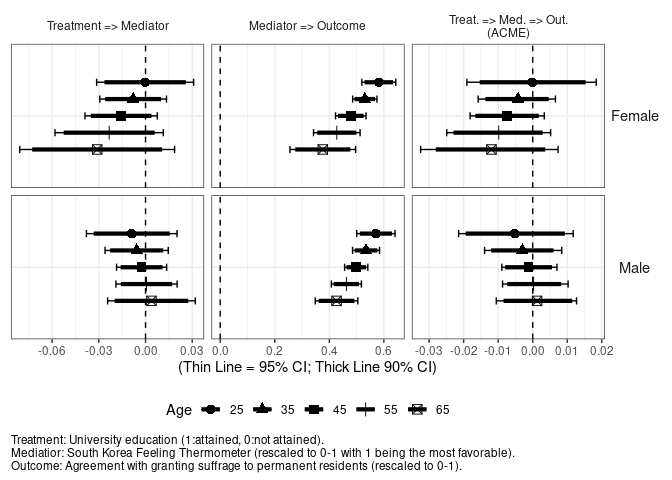 Treatment => Mediator
Mediator => Outcome
Treat. => Med. => Out.
(ACME)
Female
Male
-0.06 -0.03 0.00 0.03 0.0 0.2 0.4 0.6 -0.03 -0.02 -0.01 0.00 0.01 0.02
(Thin Line = 95% CI; Thick Line 90% CI)
Age 25 35 45 55 65
Treatment: University education (1:attained, 0:not attained).
Mediatior: South Korea Feeling Thermometer (rescaled to 0-1 with 1 being the most favorable).
Outcome: Agreement with granting suffrage to permanent residents (rescaled to 0-1).